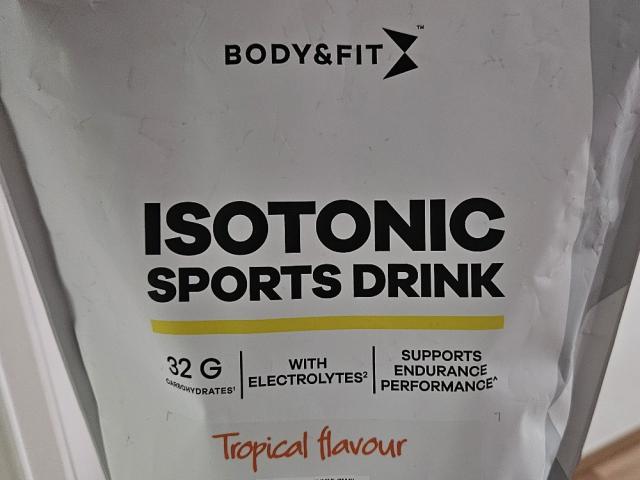 BODY&FIT™
ISOTONIC
SPORTS DRINK
32 G
CARBOHYDRATES¹
WITH
ELECTROLYTES²
SUPPORTS
ENDURANCE
PERFORMANCE^
Tropical flavour